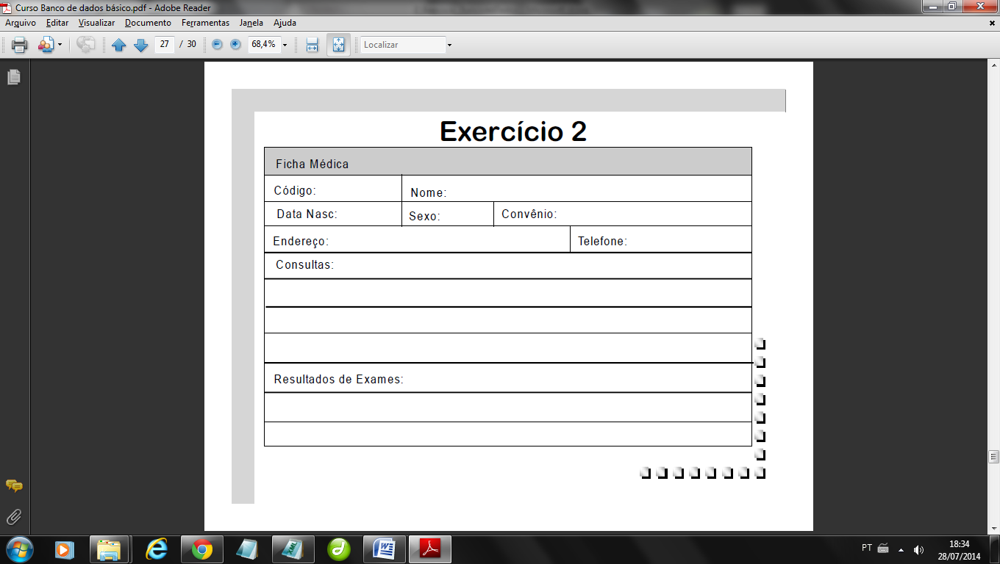 Curso Banco de dados básico.pdf - Adobe Reader
Arquivo Editar Visualizar Documento Ferramentas Janela Ajuda
27 / 30 68,4% Localizar
Exercício 2
Ficha Médica
Código: Nome:
Data Nasc: Sexo: Convênio:
Endereço: Telefone:
Consultas:
Resultados de Exames:
PT 18:34
28/07/2014